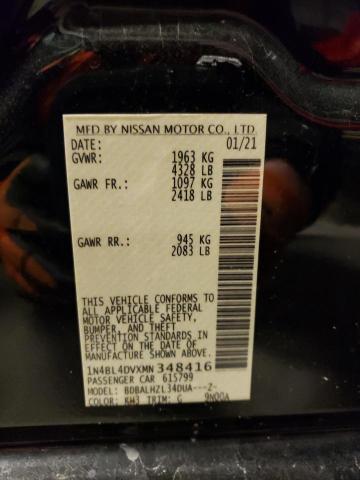 MFD BY NISSAN MOTOR CO., LTD
DATE: 01/21
GVWR: 1963 KG
4328 LB
GAWR FR.: 1097 KG
2418 LB
GAWR RR.: 945 KG
2083 LB
THIS VEHICLE CONFORMS TO
ALL APPLICABLE FEDERAL
MOTOR VEHICLE SAFETY,
BUMPER, AND THEFT
PREVENTION STANDARDS IN
EFFECT ON THE DATE OF
MANUFACTURE SHOWN ABOVE.
1N4BL4DVXMN348416
PASSENGER CAR 615799
MODEL: BDBALHZL34DUA---Z-
COLOR: KH3 TRIM: G 9N00A